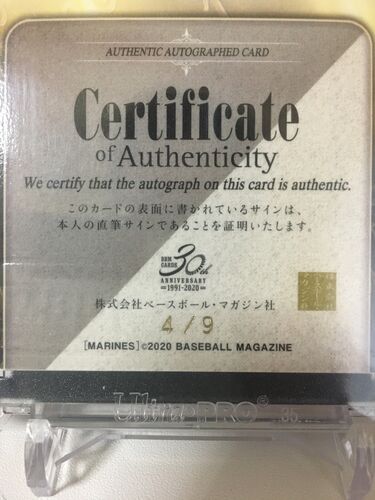 AUTHENTIC AUTOGRAPHED CARD
Certificate
of Authenticity
We certify that the autograph on this card is authentic.
このカードの表面に書かれているサインは、
本人の直筆サインであることを証明いたします。
BBM
CARDS
30th
ANNIVERSARY
1991-2020
株式会社ベースボール・マガジン社
4/9
[MARINES]©2020 BASEBALL MAGAZINE
Ultra•PRO